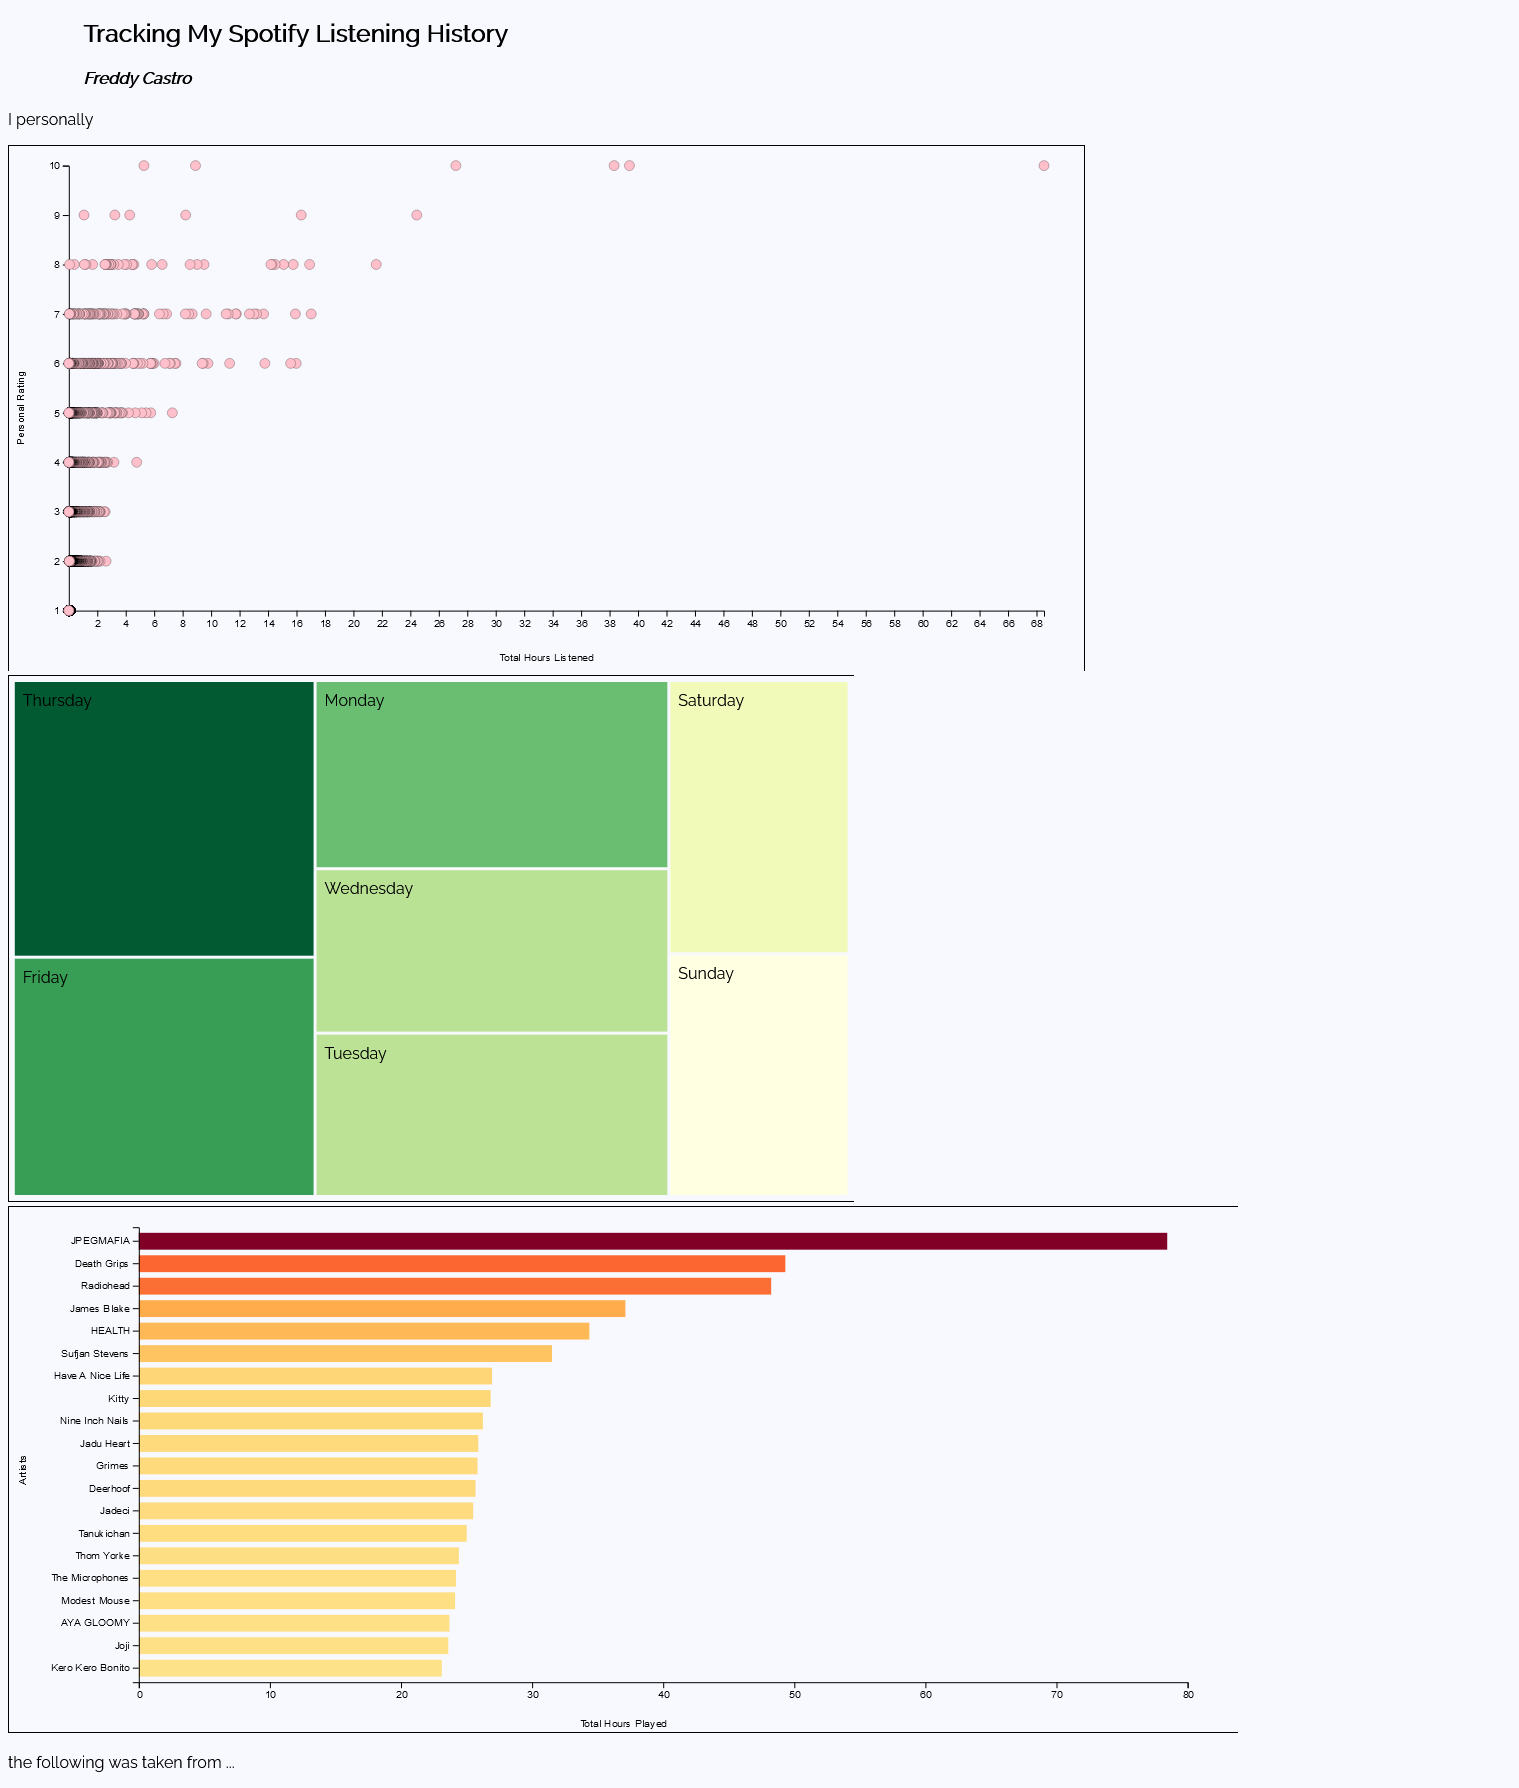 Tracking My Spotify Listening History
Freddy Castro
I personally
10
9
8
7
6
5
4
3
2
1
Personal Rating
2 4 6 8 10 12 14 16 18 20 22 24 26 28 30 32 34 36 38 40 42 44 46 48 50 52 54 56 58 60 62 64 66 68
Total Hours Listened
Thursday
Monday
Saturday
Wednesday
Friday
Sunday
Tuesday
JPEGMAFIA
Death Grips
Radiohead
James Blake
HEALTH
Sufjan Stevens
Have A Nice Life
Kitty
Nine Inch Nails
Jadu Heart
Grimes
Deerhoof
Jadeci
Tanukichan
Thom Yorke
The Microphones
Modest Mouse
AYA GLOOMY
Joji
Kero Kero Bonito
Artists
0 10 20 30 40 50 60 70 80
Total Hours Played
the following was taken from ...